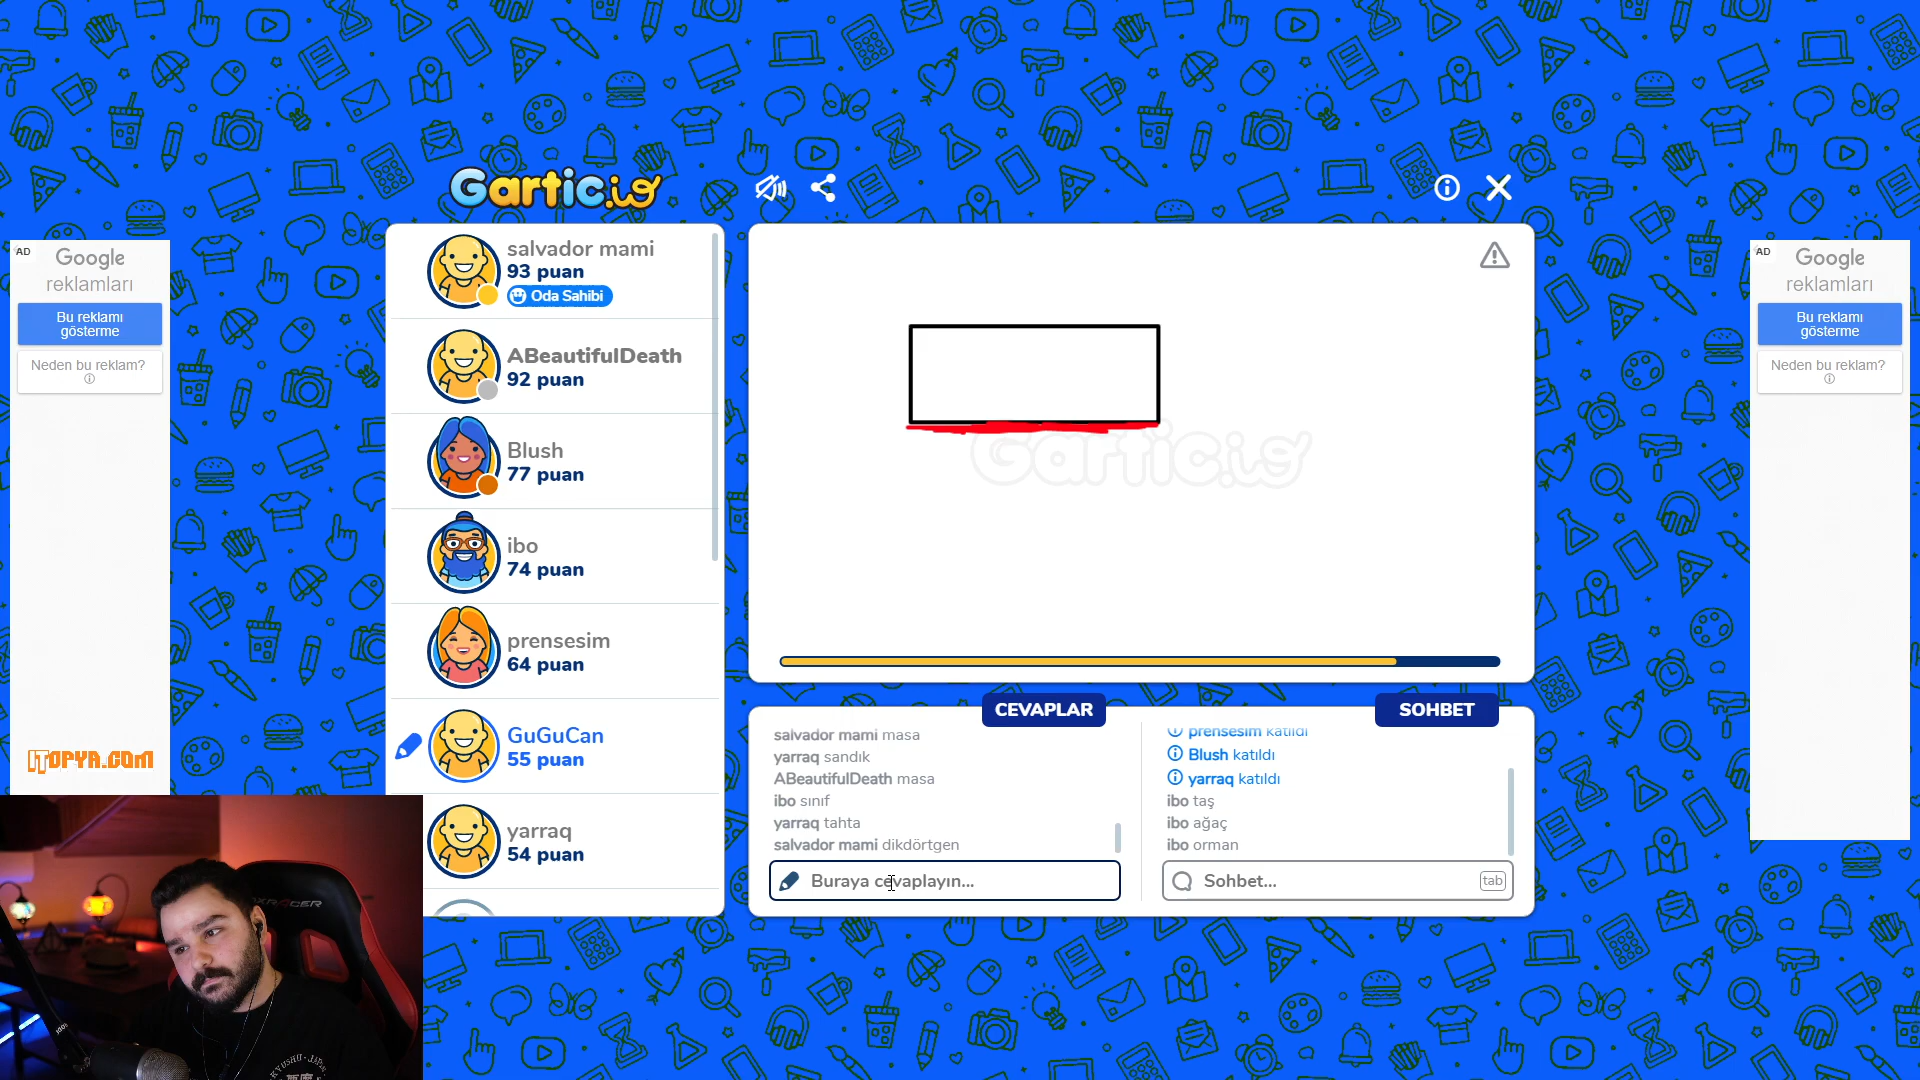 Gartic.io
AD
Google
reklamları
Bu reklamı
gösterme
Neden bu reklam?
ITOPYA.COM
salvador mami
93 puan
Oda Sahibi
ABeautifulDeath
92 puan
Blush
77 puan
ibo
74 puan
prensesim
64 puan
GuGuCan
55 puan
yarraq
54 puan
Gartic.io
CEVAPLAR
salvador mami masa
yarraq sandık
ABeautifulDeath masa
ibo sınıf
yarraq tahta
salvador mami dikdörtgen
Buraya cevaplayın...
SOHBET
prensesim katıldı
Blush katıldı
yarraq katıldı
ibo taş
ibo ağaç
ibo orman
Sohbet...
tab
AD
Google
reklamları
Bu reklamı
gösterme
Neden bu reklam?